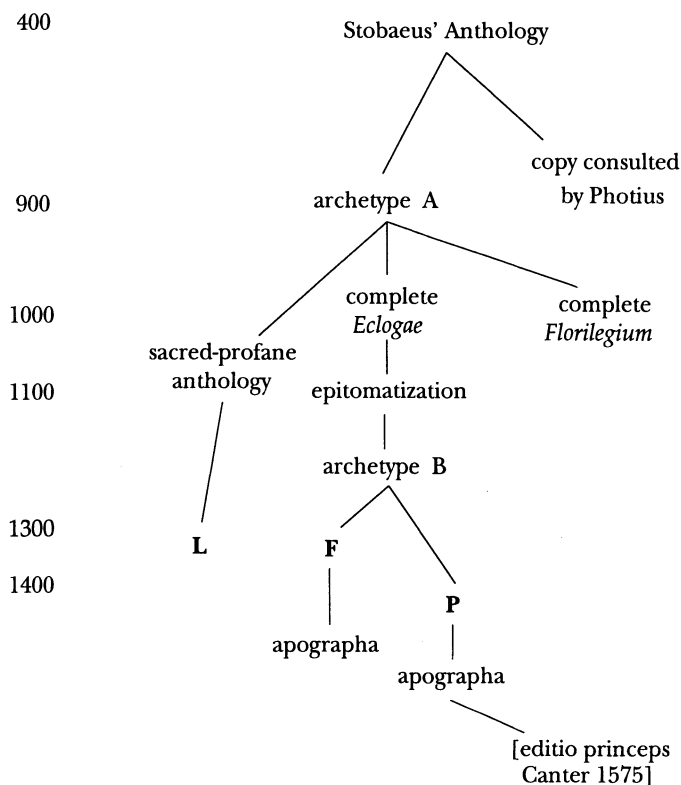 400
Stobaeus' Anthology
copy consulted
by Photius
900
archetype A
complete
Eclogae
complete
Florilegium
1000
sacred-profane
anthology
1100
epitomatization
archetype B
1300
L
F
1400
P
apographa
apographa
[editio princeps
Canter 1575]